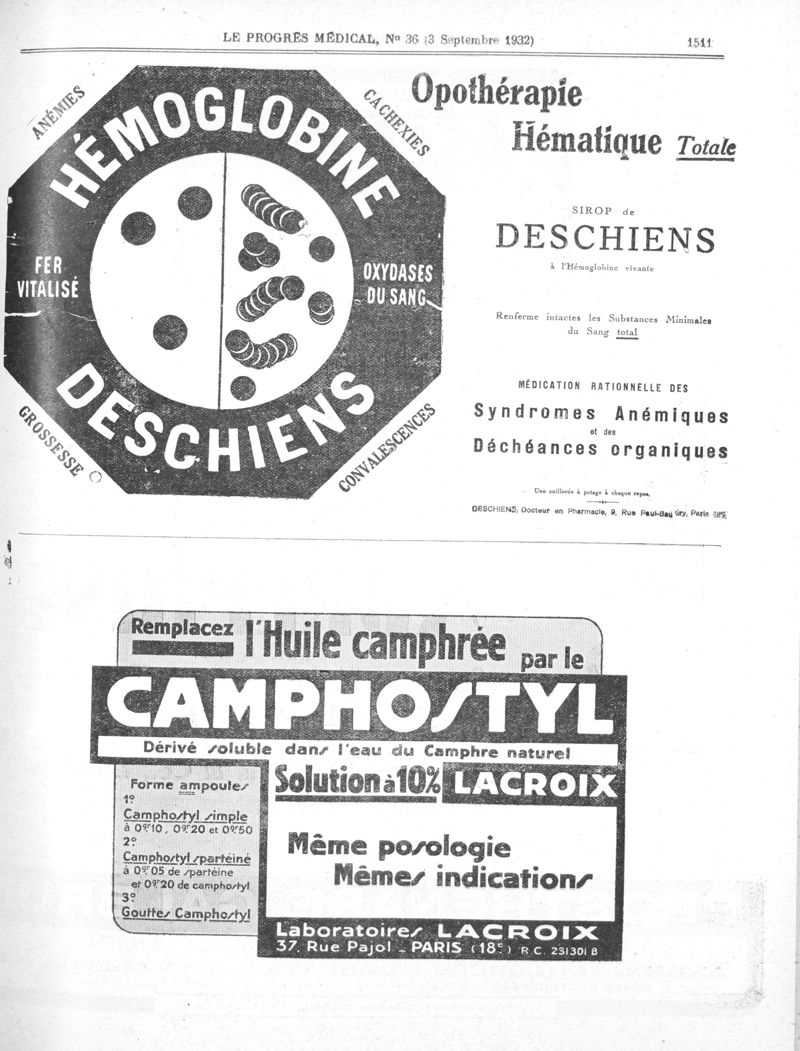 LE PROGRÈS MÉDICAL, No 36 (3 Septembre 1932)
1511
ANÉMIES
CACHEXIES
HÉMOGLOBINE
FER
VITALISÉ
OXYDASES
DU SANG
DESCHIENS
GROSSESSE
CONVALESCENCES
Opothérapie
Hématique Totale
SIROP de
DESCHIENS
à l'Hémoglobine vivante
Renferme intactes les Substances Minimales
du Sang total
MÉDICATION RATIONNELLE DES
Syndromes Anémiques
et des
Déchéances organiques
Une cuillerée à potage à chaque repas.
DESCHIENS, Docteur en Pharmacie, 9, Rue Paul-Baudry, Paris (8e)
Remplacez l'Huile camphrée par le
CAMPHOSTYL
Dérivé soluble dans l'eau du Camphre naturel
Solution à 10% LACROIX
Forme ampoules
1º
Camphostyl simple
à 0gr10, 0gr20 et 0gr50
2º
Camphostyl spartéiné
à 0gr05 de spartéine
et 0gr20 de camphostyl
3º
Gouttes Camphostyl
Même posologie
Mêmes indications
Laboratoires LACROIX
37, Rue Pajol _ PARIS (18e) R.C. 231301 B